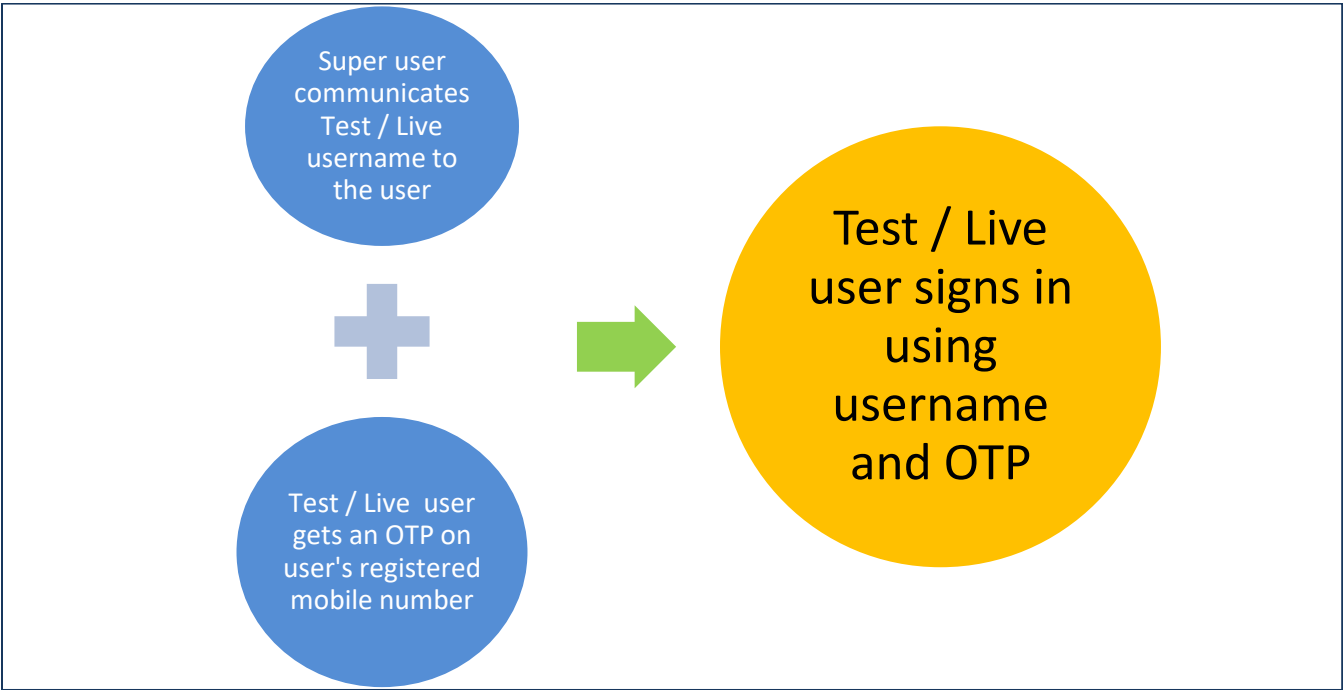 Super user
communicates
Test / Live
username to
the user
Test / Live  user
gets an OTP on
user's registered
mobile number
Test / Live
user signs in
using
username
and OTP